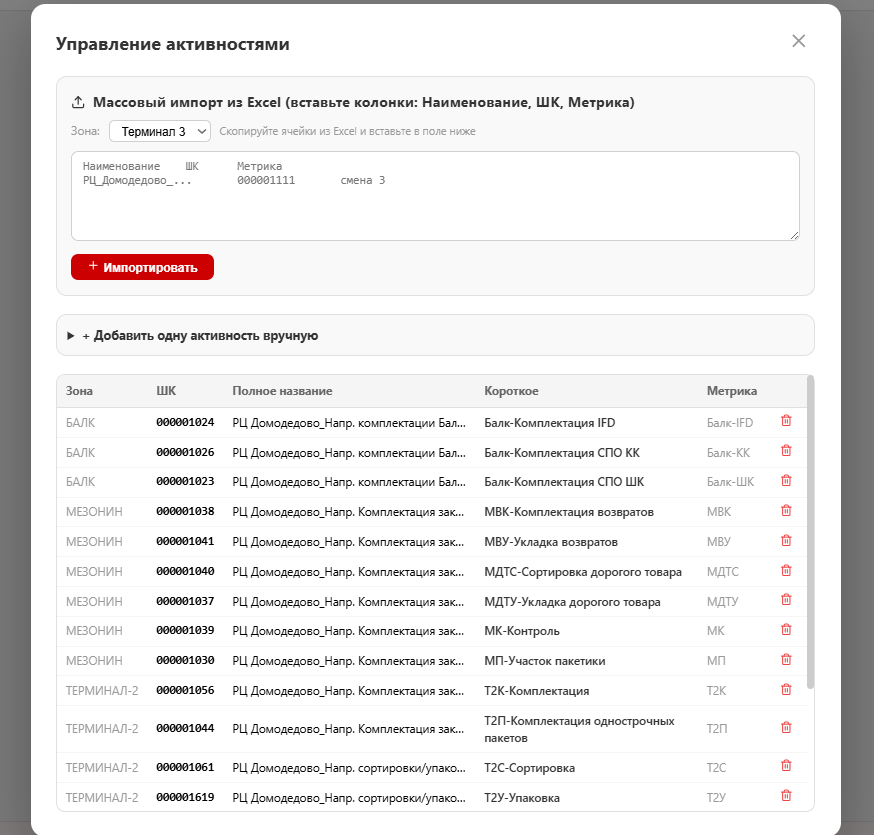 Управление активностями
Массовый импорт из Excel (вставьте колонки: Наименование, ШК, Метрика)
Зона: Терминал 3 Скопируйте ячейки из Excel и вставьте в поле ниже
Наименование ШК Метрика
РЦ_Домодедово_... 000001111 смена 3
+ Импортировать
+ Добавить одну активность вручную
Зона ШК Полное название Короткое Метрика
БАЛК 000001024 РЦ Домодедово_Напр. комплектации Бал... Балк-Комплектация IFD Балк-IFD
БАЛК 000001026 РЦ Домодедово_Напр. комплектации Бал... Балк-Комплектация СПО КК Балк-КК
БАЛК 000001023 РЦ Домодедово_Напр. комплектации Бал... Балк-Комплектация СПО ШК Балк-ШК
МЕЗОНИН 000001038 РЦ Домодедово_Напр. Комплектация зак... МВК-Комплектация возвратов МВК
МЕЗОНИН 000001041 РЦ Домодедово_Напр. Комплектация зак... МВУ-Укладка возвратов МВУ
МЕЗОНИН 000001040 РЦ Домодедово_Напр. Комплектация зак... МДТС-Сортировка дорогого товара МДТС
МЕЗОНИН 000001037 РЦ Домодедово_Напр. Комплектация зак... МДТУ-Укладка дорогого товара МДТУ
МЕЗОНИН 000001039 РЦ Домодедово_Напр. Комплектация зак... МК-Контроль МК
МЕЗОНИН 000001030 РЦ Домодедово_Напр. Комплектация зак... МП-Участок пакетики МП
ТЕРМИНАЛ-2 000001056 РЦ Домодедово_Напр. Комплектация зак... Т2К-Комплектация Т2К
ТЕРМИНАЛ-2 000001044 РЦ Домодедово_Напр. Комплектация зак... Т2П-Комплектация однострочных
пакетов Т2П
ТЕРМИНАЛ-2 000001061 РЦ Домодедово_Напр. сортировки/упако... Т2С-Сортировка Т2С
ТЕРМИНАЛ-2 000001619 РЦ Домодедово_Напр. сортировки/упако... Т2У-Упаковка Т2У